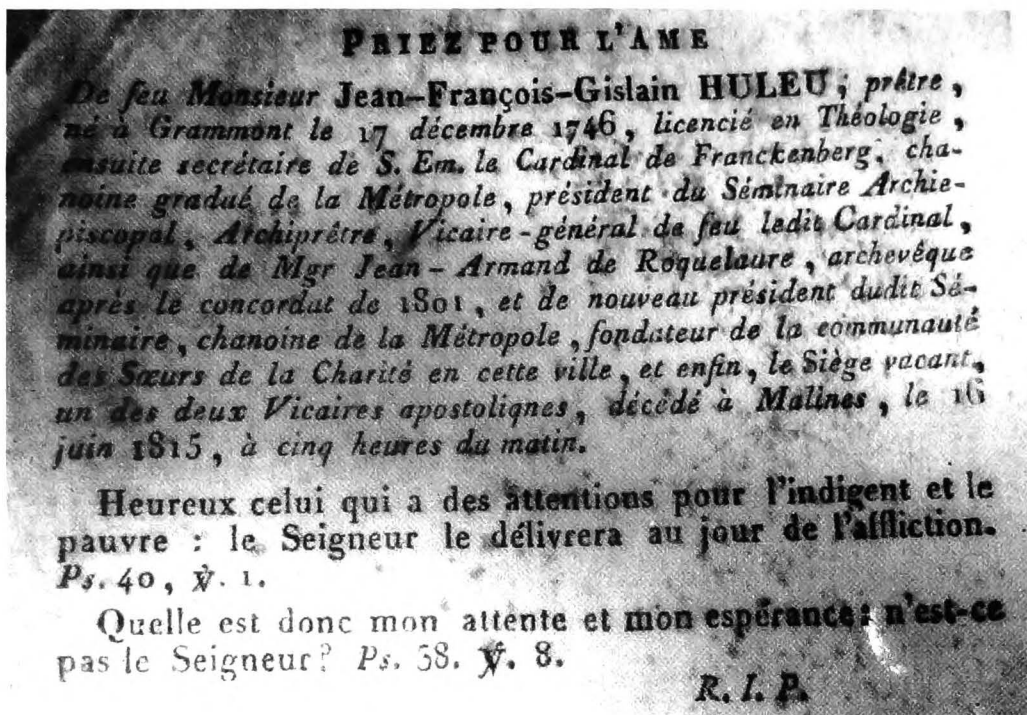 PRIEZ POUR L'AME
De feu Monsieur Jean-François-Gislain HULEU; prêtre,
né à Grammont le 17 décembre 1746, licencié en Théologie,
ensuite secrétaire de S. Em. le Cardinal de Franckenberg, cha-
noine gradué de la Métropole, président du Séminaire Archie-
piscopal, Archiprêtre, Vicaire-général de feu ledit Cardinal,
ainsi que de Mgr Jean-Armand de Roquelaure, archevêque
après le concordat de 1801, et de nouveau président dudit Sé-
minaire, chanoine de la Métropole, fondateur de la communauté
des Sœurs de la Charité en cette ville, et enfin, le Siège vacant,
un des deux Vicaires apostoliqnes, décédé à Malines, le 16
juin 1815, à cinq heures du matin.
Heureux celui qui a des attentions pour l'indigent et le
pauvre : le Seigneur le délivrera au jour de l'affliction.
Ps. 40, ℣. 1.
Quelle est donc mon attente et mon espérance: n'est-ce
pas le Seigneur? Ps. 38. ℣. 8.
R. I. P.